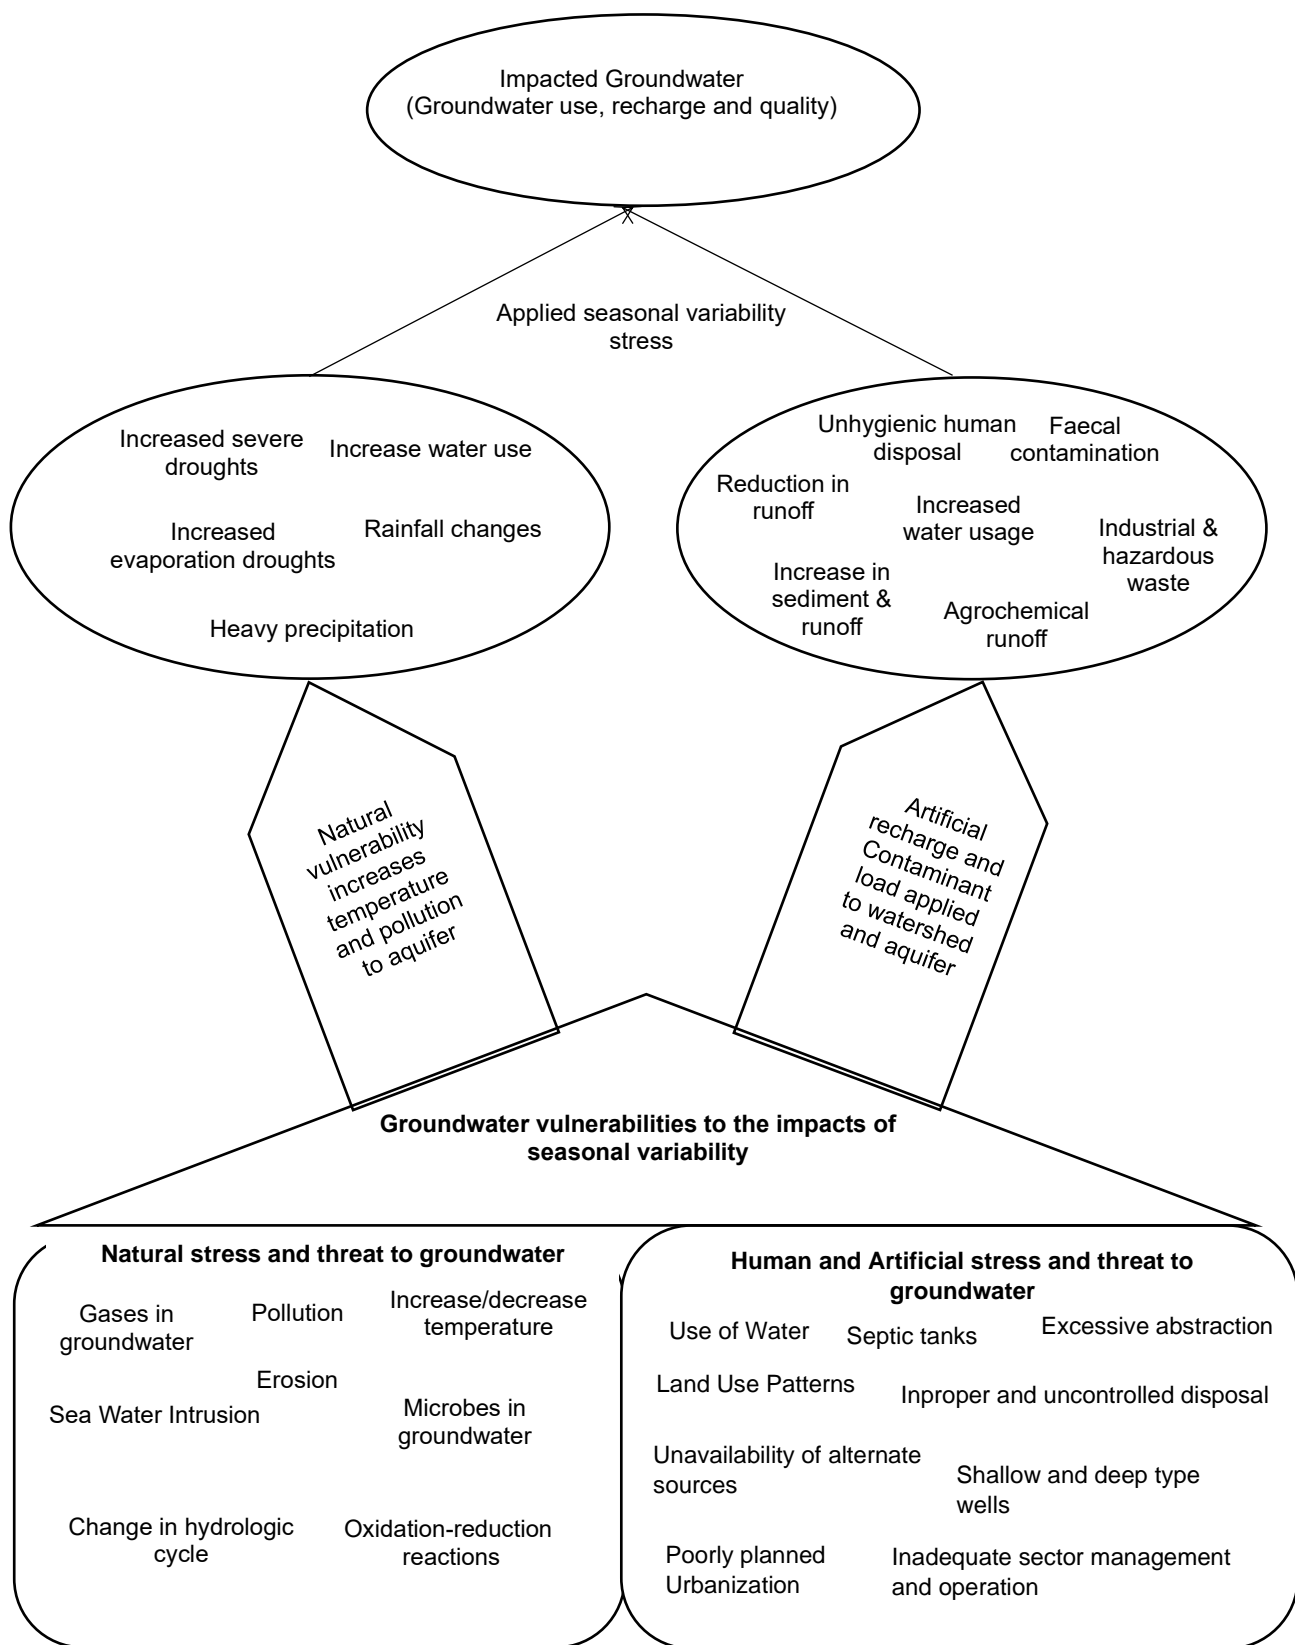 Impacted Groundwater
(Groundwater use, recharge and quality)
Applied seasonal variability
stress
Increased severe
droughts
Increase water use
Increased
evaporation droughts
Rainfall changes
Heavy precipitation
Unhygienic human
disposal
Faecal
contamination
Reduction in
runoff
Increased
water usage
Industrial &
hazardous
waste
Increase in
sediment &
runoff
Agrochemical
runoff
Natural
vulnerability
increases
temperature
and pollution
to aquifer
Artificial
recharge and
Contaminant
load applied
to watershed
and aquifer
Groundwater vulnerabilities to the impacts of
seasonal variability
Natural stress and threat to groundwater
Gases in
groundwater
Pollution
Increase/decrease
temperature
Erosion
Sea Water Intrusion
Microbes in
groundwater
Change in hydrologic
cycle
Oxidation-reduction
reactions
Human and Artificial stress and threat to
groundwater
Use of Water
Septic tanks
Excessive abstraction
Land Use Patterns
Inproper and uncontrolled disposal
Unavailability of alternate
sources
Shallow and deep type
wells
Poorly planned
Urbanization
Inadequate sector management
and operation